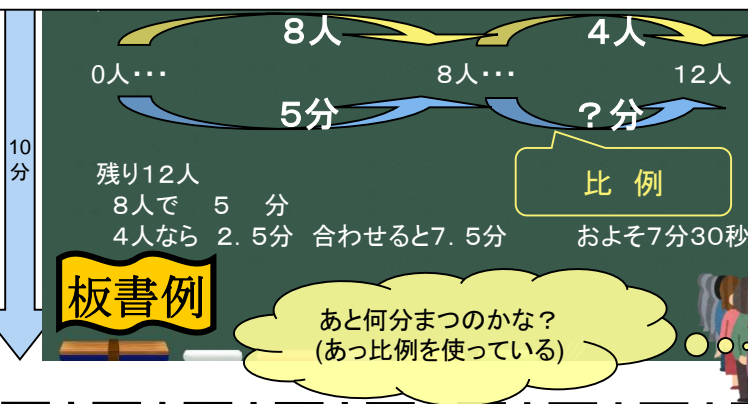 8人 4人
0人・・・ 8人・・・ 12人
5分 ？分
10
分
比 例
残り１２人
８人で ５ 分
４人なら ２．５分 合わせると７．５分 およそ７分３０秒
板書例
あと何分まつのかな？
(あっ比例を使っている)